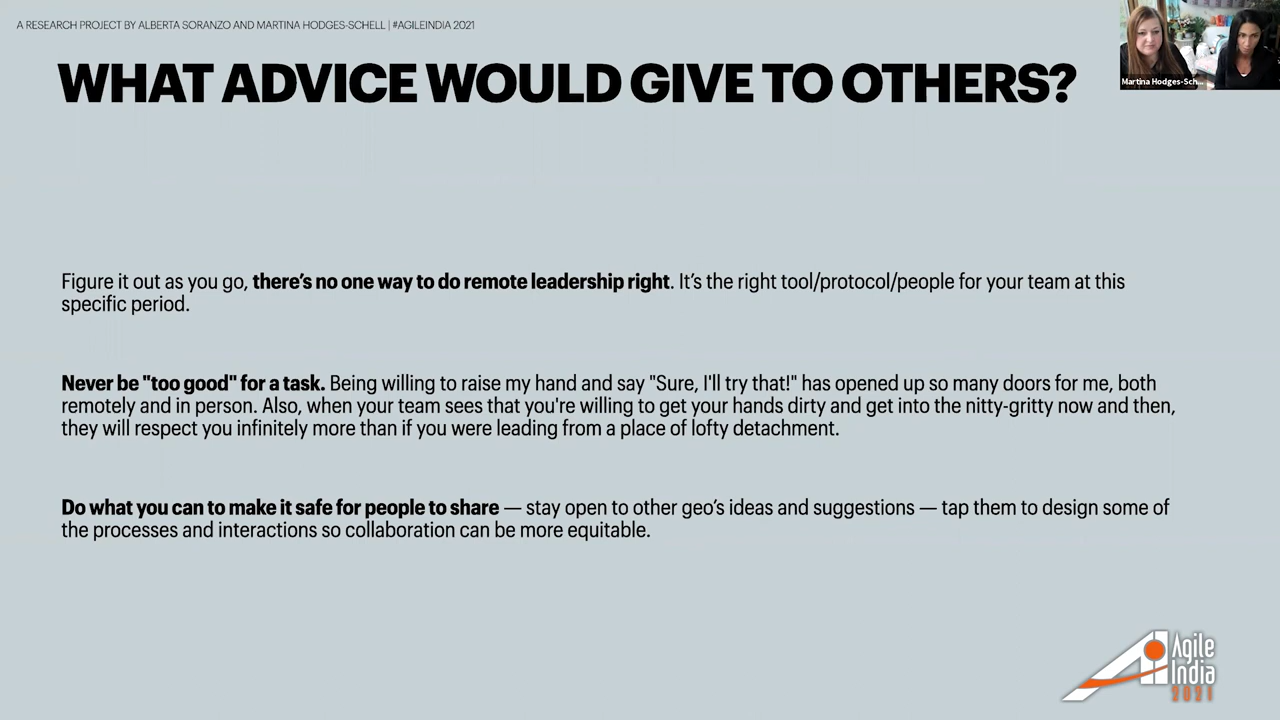 A RESEARCH PROJECT BY ALBERTA SORANZO AND MARTINA HODGES-SCHELL | #AGILEINDIA 2021
Martina Hodges-Sch...
WHAT ADVICE WOULD GIVE TO OTHERS?
Figure it out as you go, there's no one way to do remote leadership right. It's the right tool/protocol/people for your team at this
specific period.
Never be "too good" for a task. Being willing to raise my hand and say "Sure, I'll try that!" has opened up so many doors for me, both
remotely and in person. Also, when your team sees that you're willing to get your hands dirty and get into the nitty-gritty now and then,
they will respect you infinitely more than if you were leading from a place of lofty detachment.
Do what you can to make it safe for people to share — stay open to other geo's ideas and suggestions — tap them to design some of
the processes and interactions so collaboration can be more equitable.
Agile
India
2021